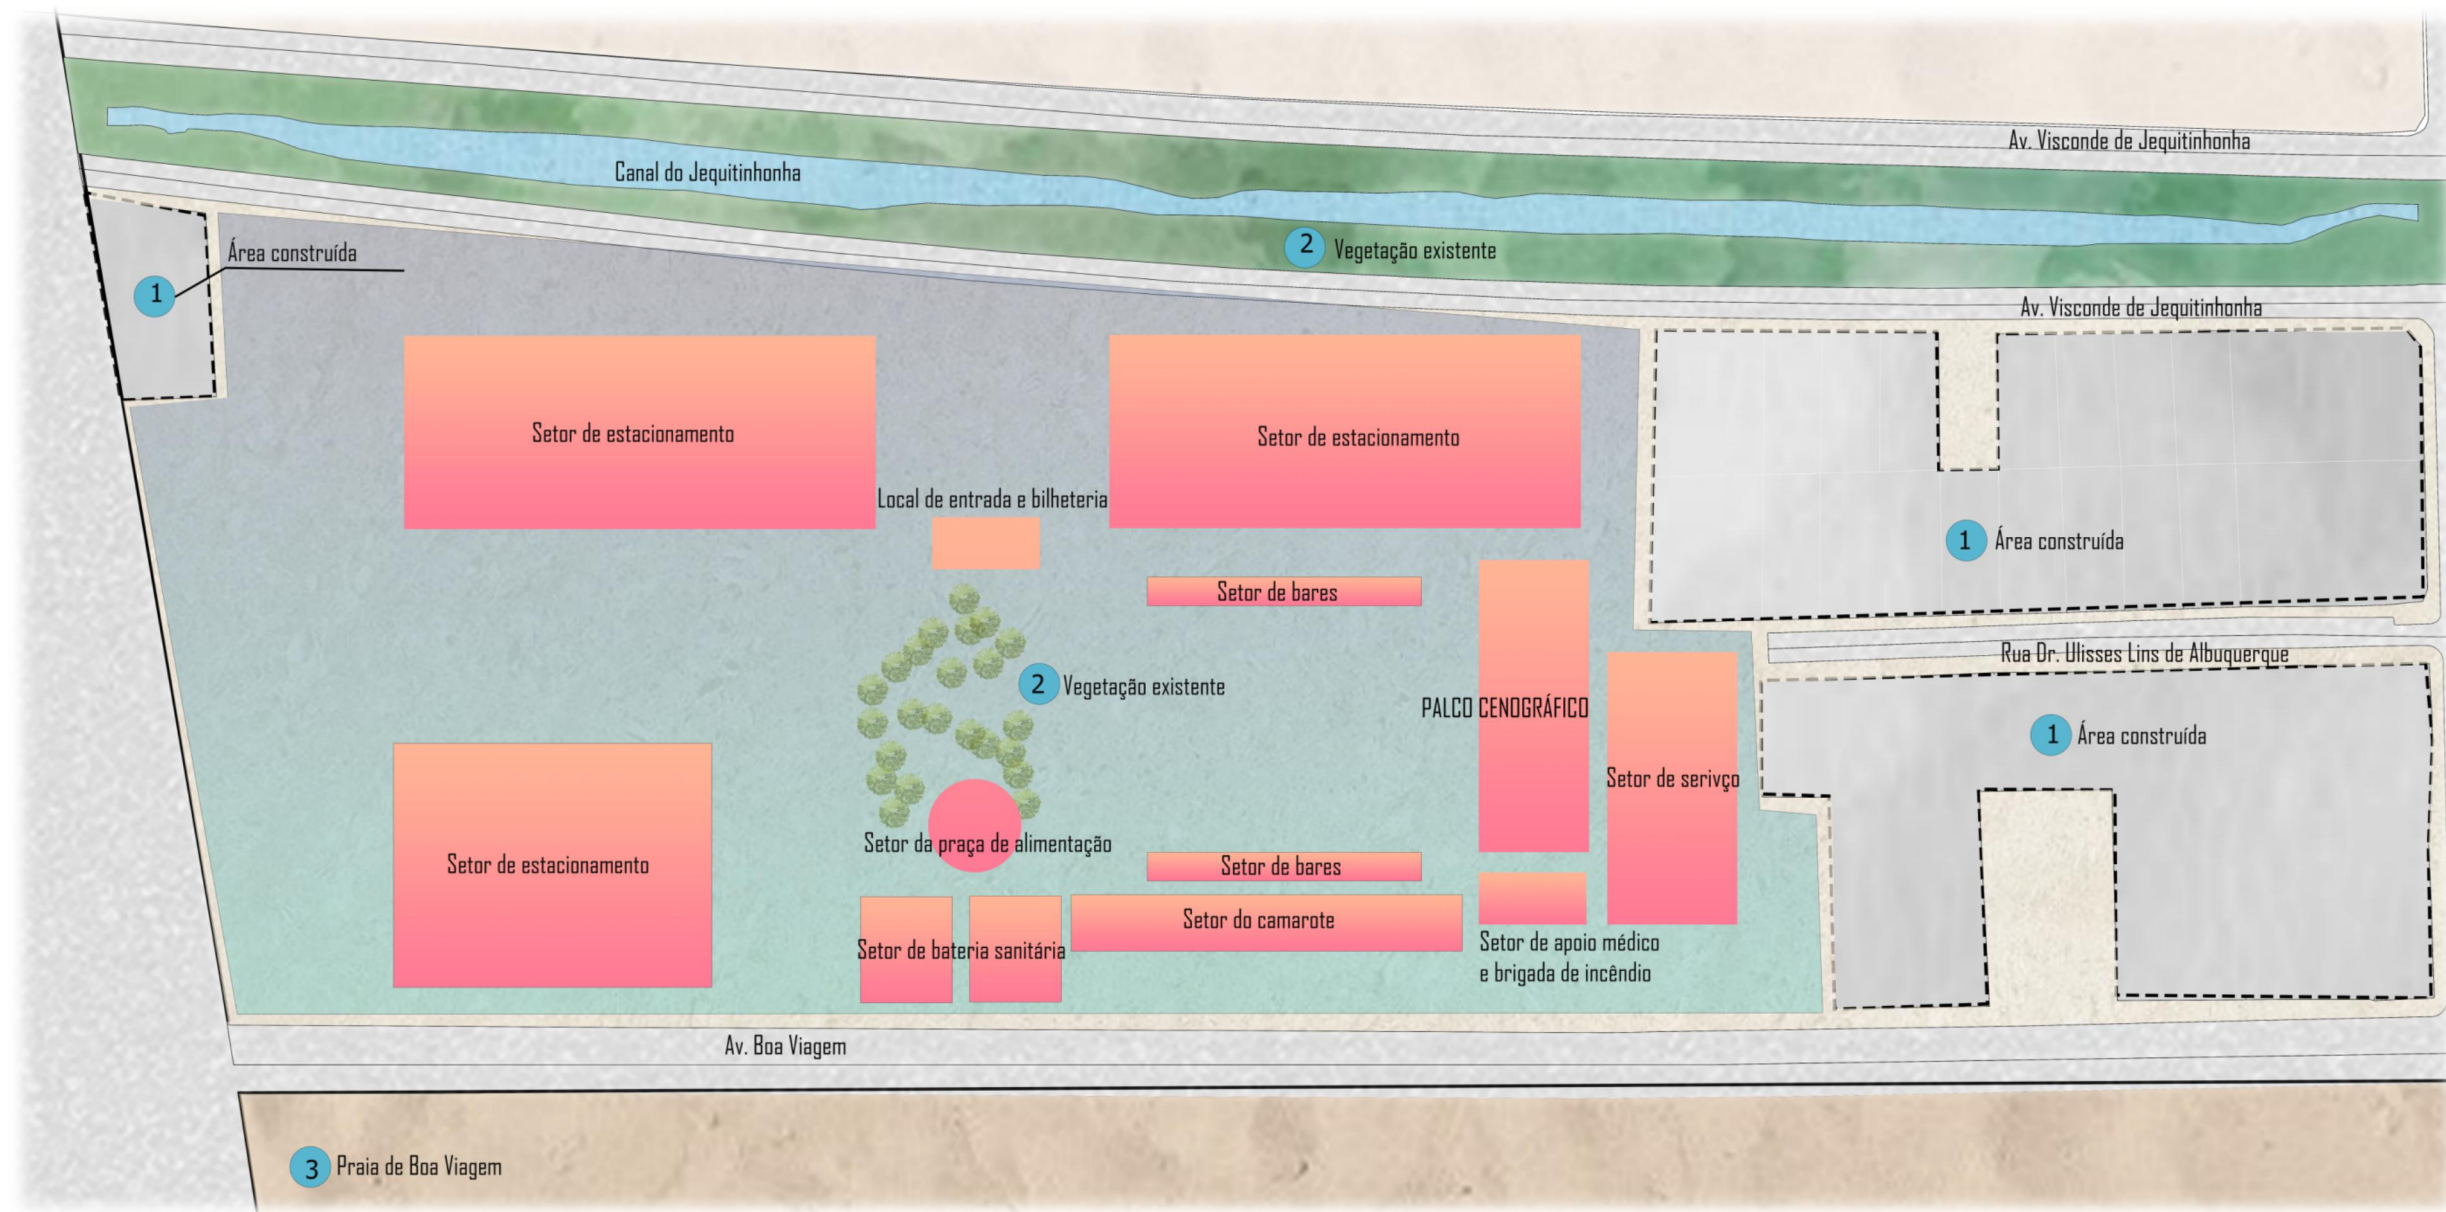 Av. Visconde de Jequitinhonha
Canal do Jequitinhonha
2 Vegetação existente
Área construída
1
Av. Visconde de Jequitinhonha
Setor de estacionamento
Setor de estacionamento
Local de entrada e bilheteria
1 Área construída
Setor de bares
Rua Dr. Ulisses Lins de Albuquerque
2 Vegetação existente
PALCO CENOGRÁFICO
1 Área construída
Setor de serivço
Setor da praça de alimentação
Setor de estacionamento
Setor de bares
Setor do camarote
Setor de bateria sanitária
Setor de apoio médico
e brigada de incêndio
Av. Boa Viagem
3 Praia de Boa Viagem